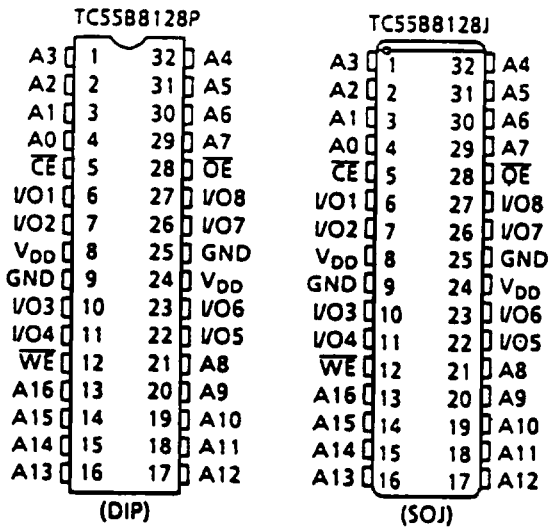 TC55B8128P
A3 1 32 A4
A2 2 31 A5
A1 3 30 A6
A0 4 29 A7
C̅E̅ 5 28 O̅E̅
I/O1 6 27 I/O8
I/O2 7 26 I/O7
VDD 8 25 GND
GND 9 24 VDD
I/O3 10 23 I/O6
I/O4 11 22 I/O5
W̅E̅ 12 21 A8
A16 13 20 A9
A15 14 19 A10
A14 15 18 A11
A13 16 17 A12
(DIP)
TC55B8128J
A3 1 32 A4
A2 2 31 A5
A1 3 30 A6
A0 4 29 A7
C̅E̅ 5 28 O̅E̅
I/O1 6 27 I/O8
I/O2 7 26 I/O7
VDD 8 25 GND
GND 9 24 VDD
I/O3 10 23 I/O6
I/O4 11 22 I/O5
W̅E̅ 12 21 A8
A16 13 20 A9
A15 14 19 A10
A14 15 18 A11
A13 16 17 A12
(SOJ)